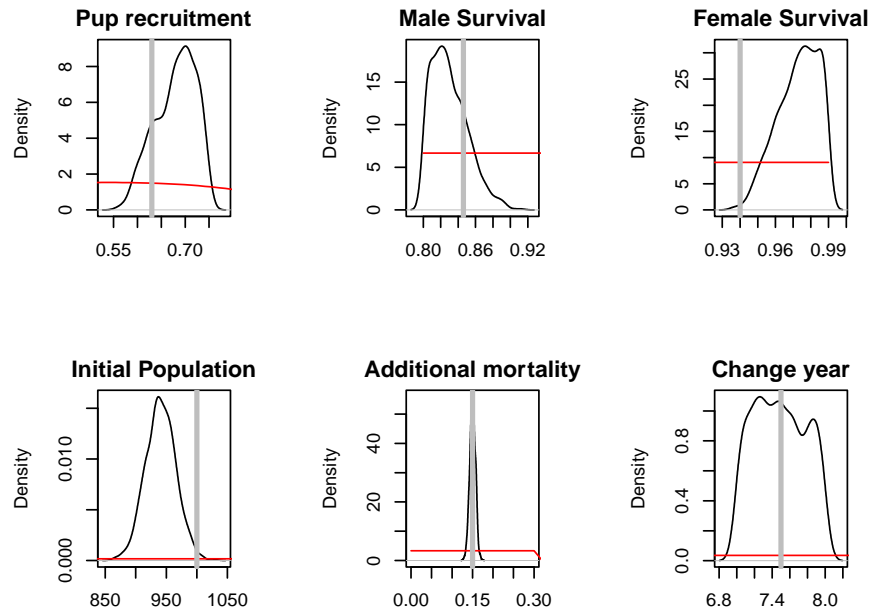 Pup recruitment
Density
0 2 4 6 8
0.55 0.70
Male Survival
Density
0 5 10 15
0.80 0.86 0.92
Female Survival
Density
0 5 15 25
0.93 0.96 0.99
Initial Population
Density
0.000 0.010
850 950 1050
Additional mortality
Density
0 20 40
0.00 0.15 0.30
Change year
Density
0.0 0.4 0.8
6.8 7.4 8.0